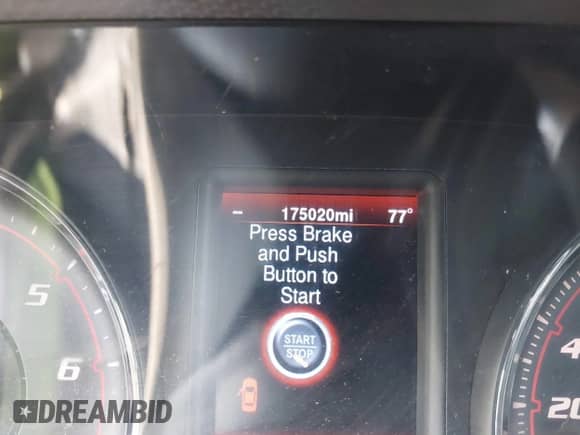 – 175020mi 77°
Press Brake
and Push
Button to
Start
START
STOP
5
6
4
20
DREAMBID